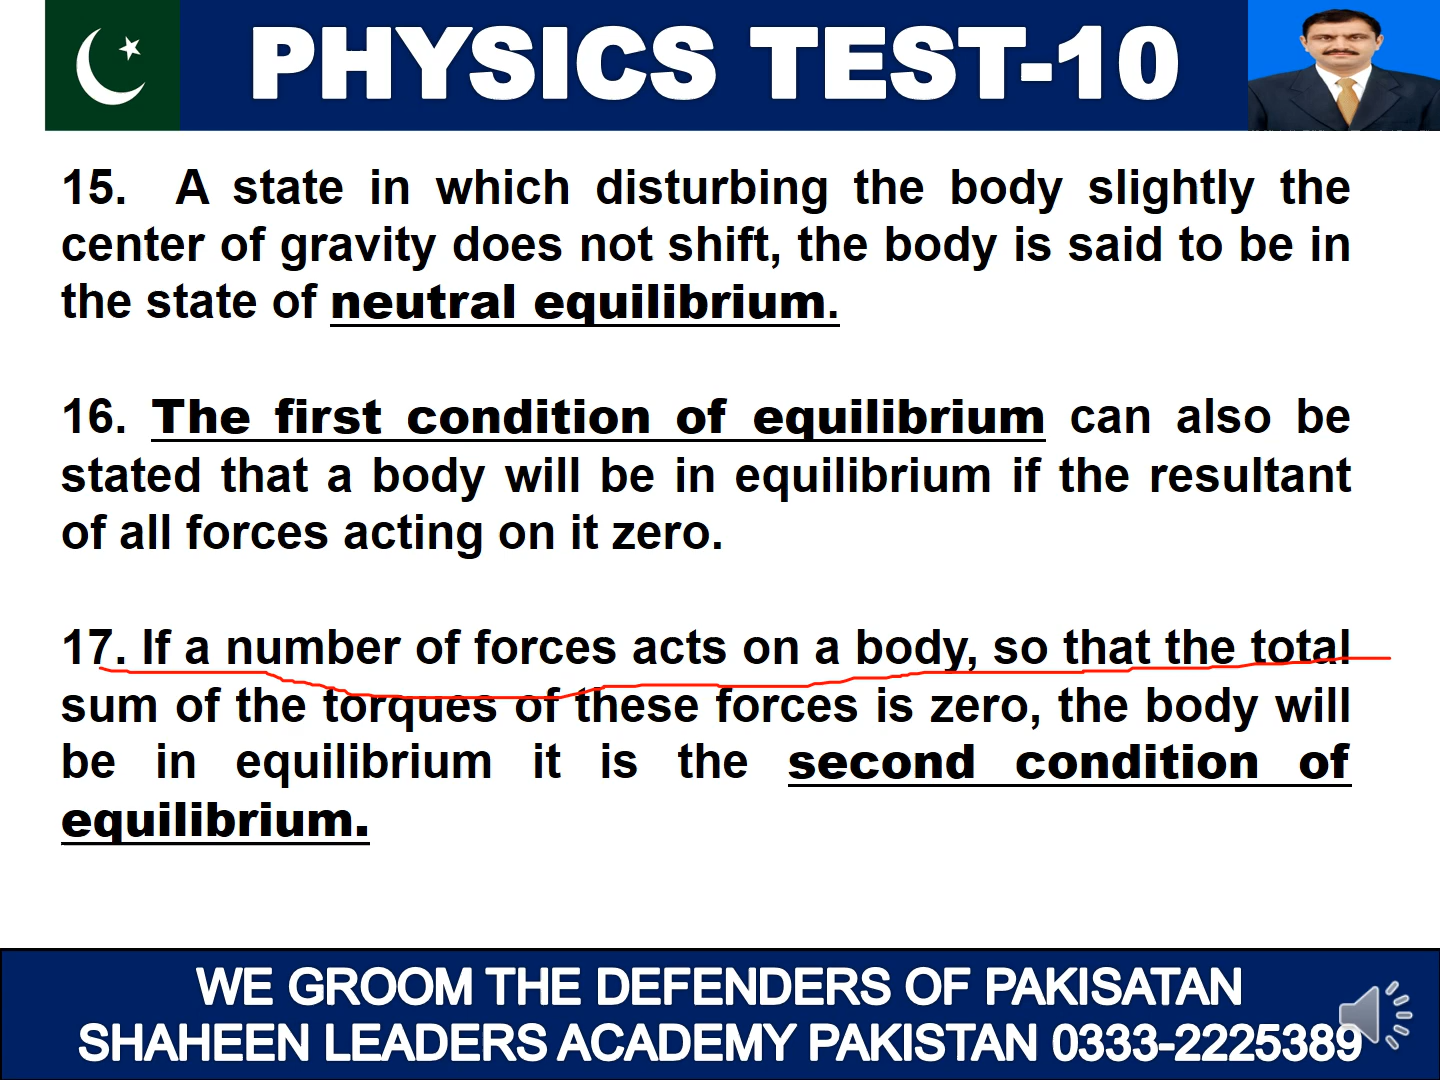 PHYSICS TEST-10
15. A state in which disturbing the body slightly the
center of gravity does not shift, the body is said to be in
the state of neutral equilibrium.
16. The first condition of equilibrium can also be
stated that a body will be in equilibrium if the resultant
of all forces acting on it zero.
17. If a number of forces acts on a body, so that the total
sum of the torques of these forces is zero, the body will
be in equilibrium it is the second condition of
equilibrium.
WE GROOM THE DEFENDERS OF PAKISATAN
SHAHEEN LEADERS ACADEMY PAKISTAN 0333-2225389